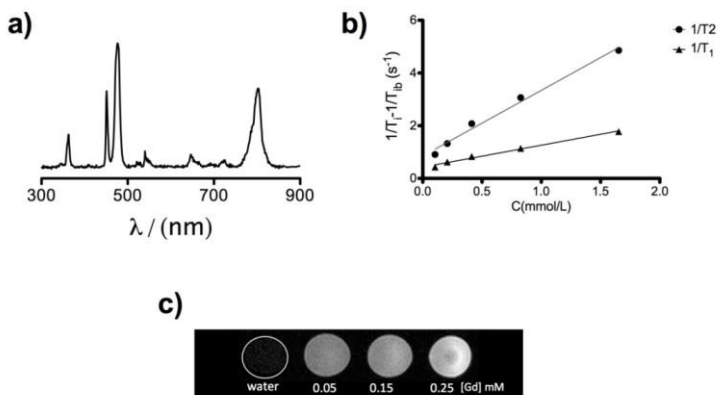 a)
300 500 700 900
λ / (nm)
b)
1/Ti-1/Tib (s-1)
6
4
2
0
0.0 0.5 1.0 1.5 2.0
C(mmol/L)
1/T2
1/T1
c)
water 0.05 0.15 0.25 [Gd] mM